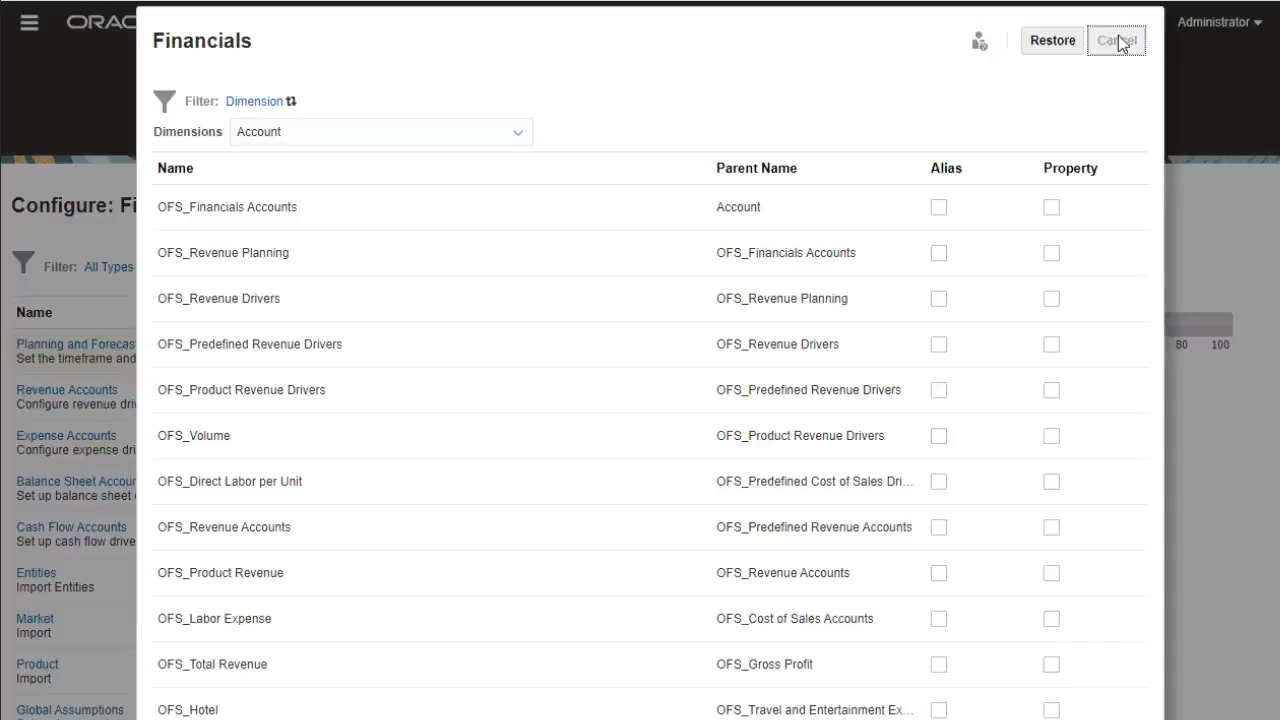 ORAC
Administrator
Financials
Restore
Filter: Dimension
Dimensions Account
Name Parent Name Alias Property
OFS_Financials Accounts Account
OFS_Revenue Planning OFS_Financials Accounts
OFS_Revenue Drivers OFS_Revenue Planning
OFS_Predefined Revenue Drivers OFS_Revenue Drivers
OFS_Product Revenue Drivers OFS_Predefined Revenue Drivers
OFS_Volume OFS_Product Revenue Drivers
OFS_Direct Labor per Unit OFS_Predefined Cost of Sales Dri...
OFS_Revenue Accounts OFS_Predefined Revenue Accounts
OFS_Product Revenue OFS_Revenue Accounts
OFS_Labor Expense OFS_Cost of Sales Accounts
OFS_Total Revenue OFS_Gross Profit
OFS_Hotel OFS_Travel and Entertainment Ex...
Configure: Fi
Filter: All Types
Name
Planning and Forecas
Set the timeframe and
Revenue Accounts
Configure revenue driv
Expense Accounts
Configure expense dri
Balance Sheet Accour
Set up balance sheet
Cash Flow Accounts
Set up cash flow drive
Entities
Import Entities
Market
Import
Product
Import
Global Assumptions
80 100